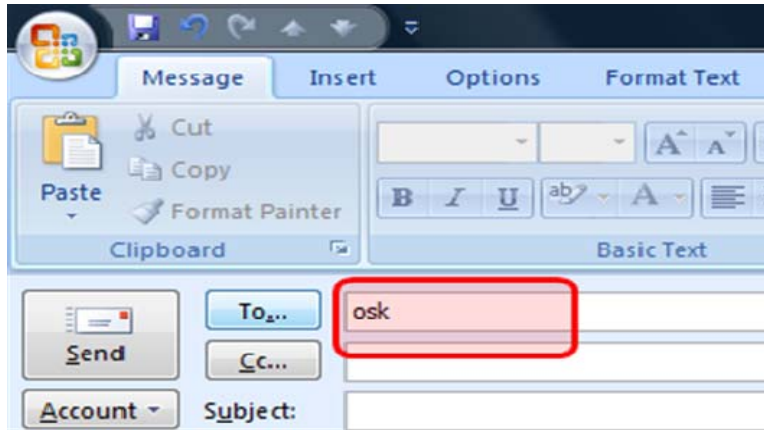 Message Insert Options Format Text
Cut
Copy
Paste
Format Painter
A A
B I U ab A
Clipboard Basic Text
To... osk
Send
Cc...
Account Subject: